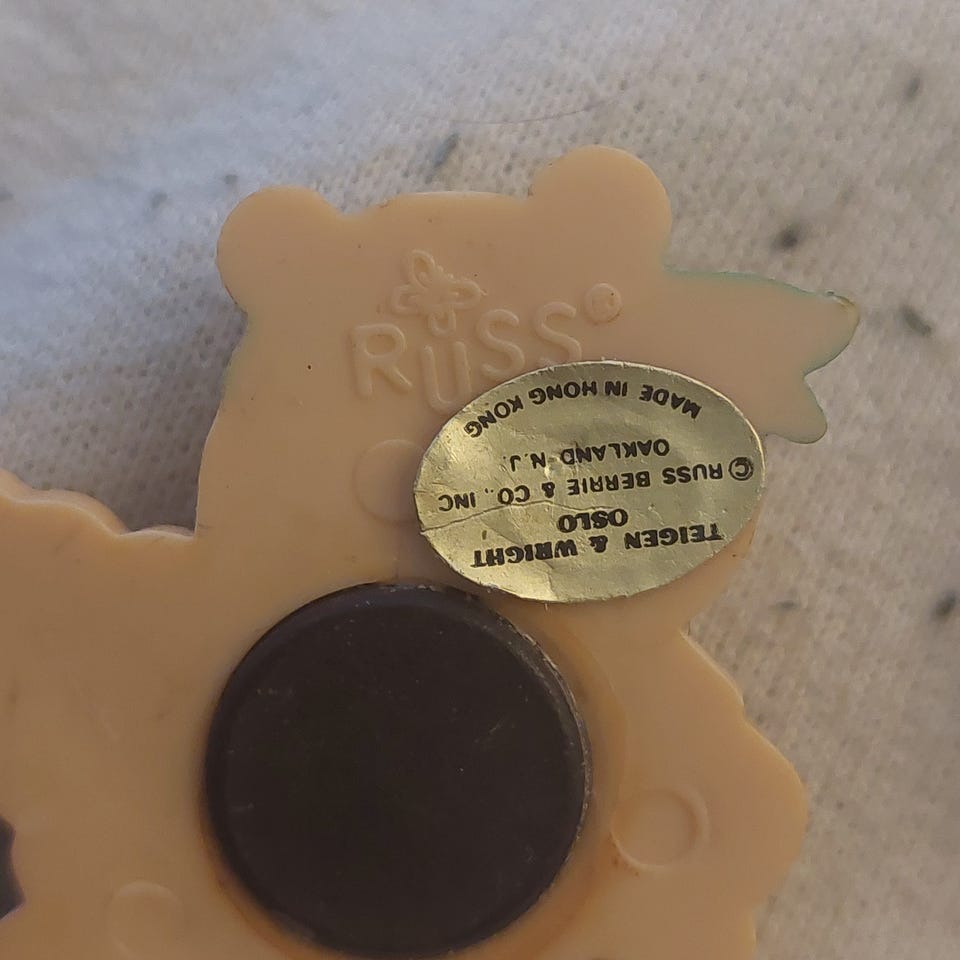 RUSS®
TEIGEN & WRIGHT
OSLO
© RUSS BERRIE & CO., INC
OAKLAND N.J.
MADE IN HONG KONG